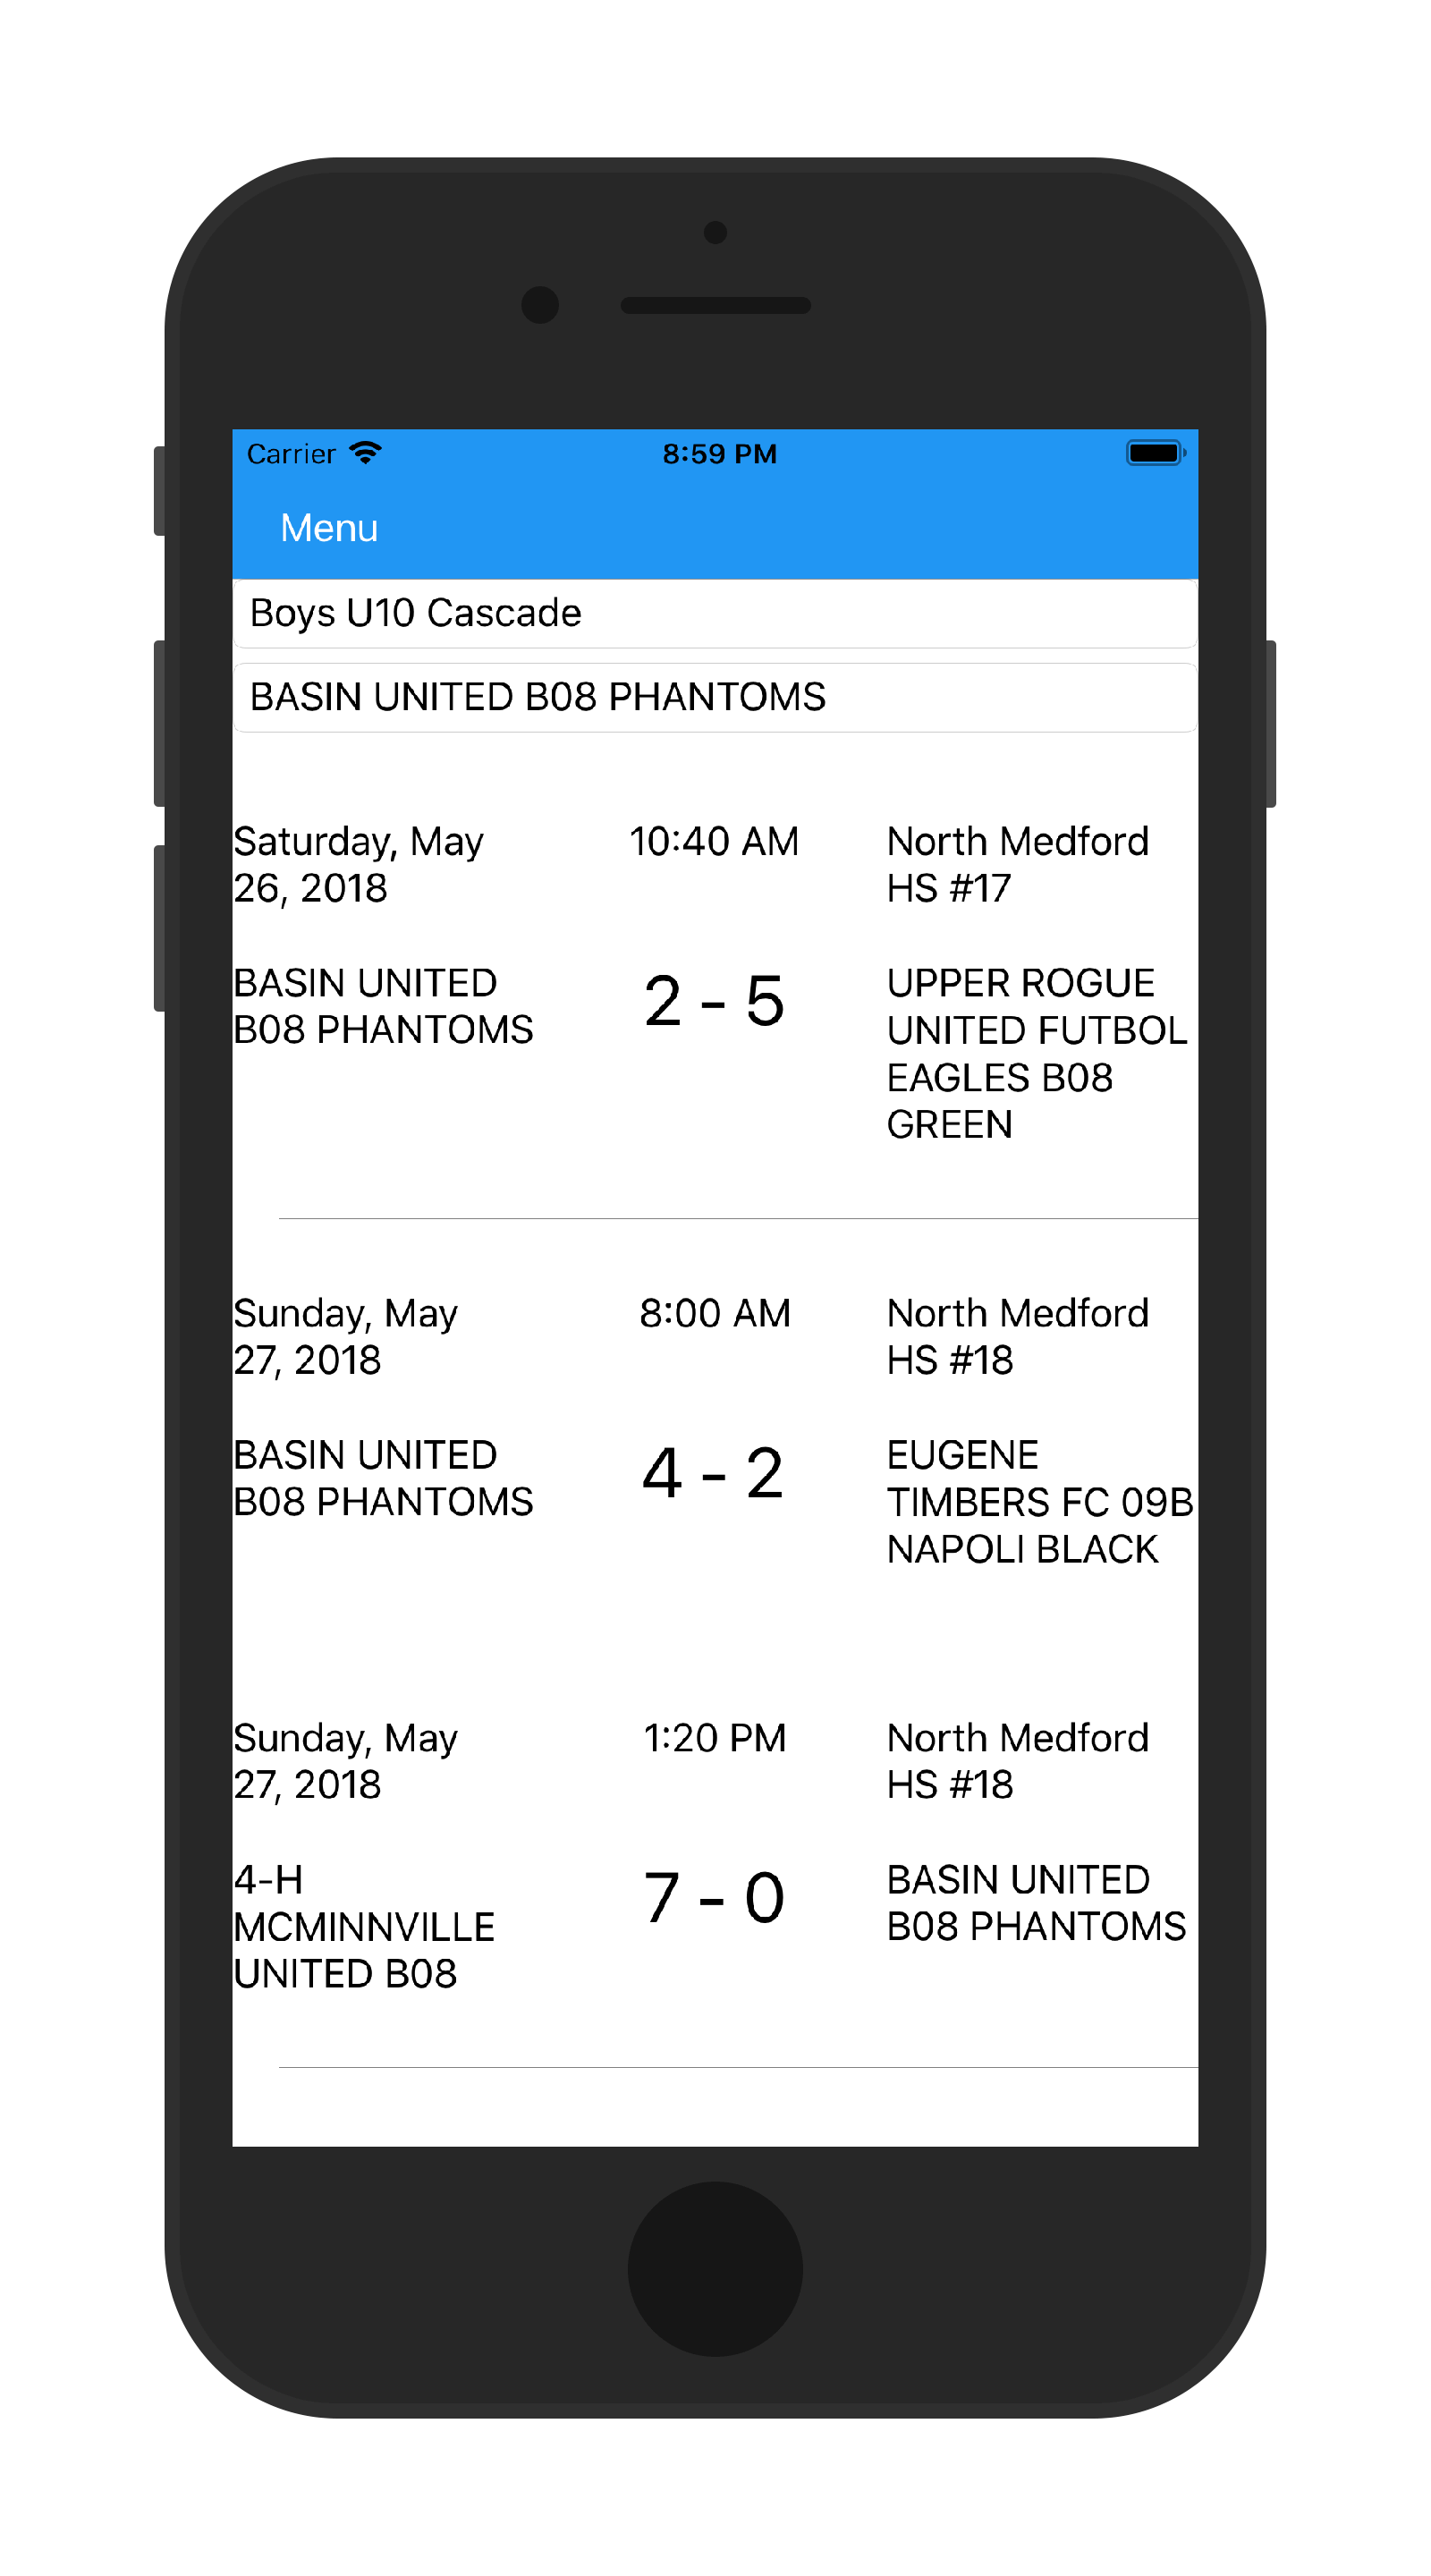 Carrier 8:59 PM
Menu
Boys U10 Cascade
BASIN UNITED B08 PHANTOMS
Saturday, May 10:40 AM North Medford
26, 2018 HS #17
BASIN UNITED 2 - 5 UPPER ROGUE
B08 PHANTOMS UNITED FUTBOL
EAGLES B08
GREEN
Sunday, May 8:00 AM North Medford
27, 2018 HS #18
BASIN UNITED 4 - 2 EUGENE
B08 PHANTOMS TIMBERS FC 09B
NAPOLI BLACK
Sunday, May 1:20 PM North Medford
27, 2018 HS #18
4-H 7 - 0 BASIN UNITED
MCMINNVILLE B08 PHANTOMS
UNITED B08